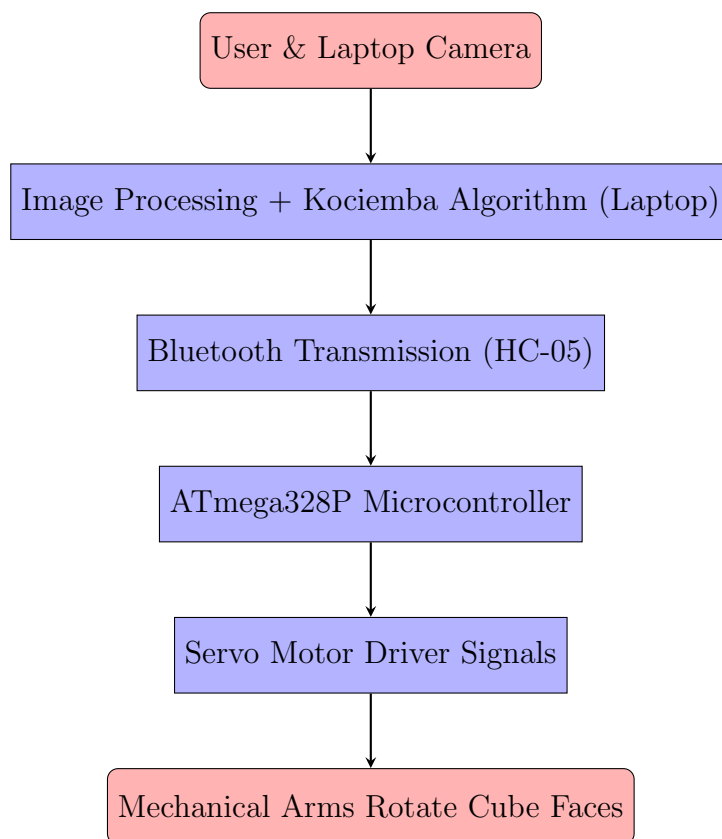 User & Laptop Camera
Image Processing + Kociemba Algorithm (Laptop)
Bluetooth Transmission (HC-05)
ATmega328P Microcontroller
Servo Motor Driver Signals
Mechanical Arms Rotate Cube Faces